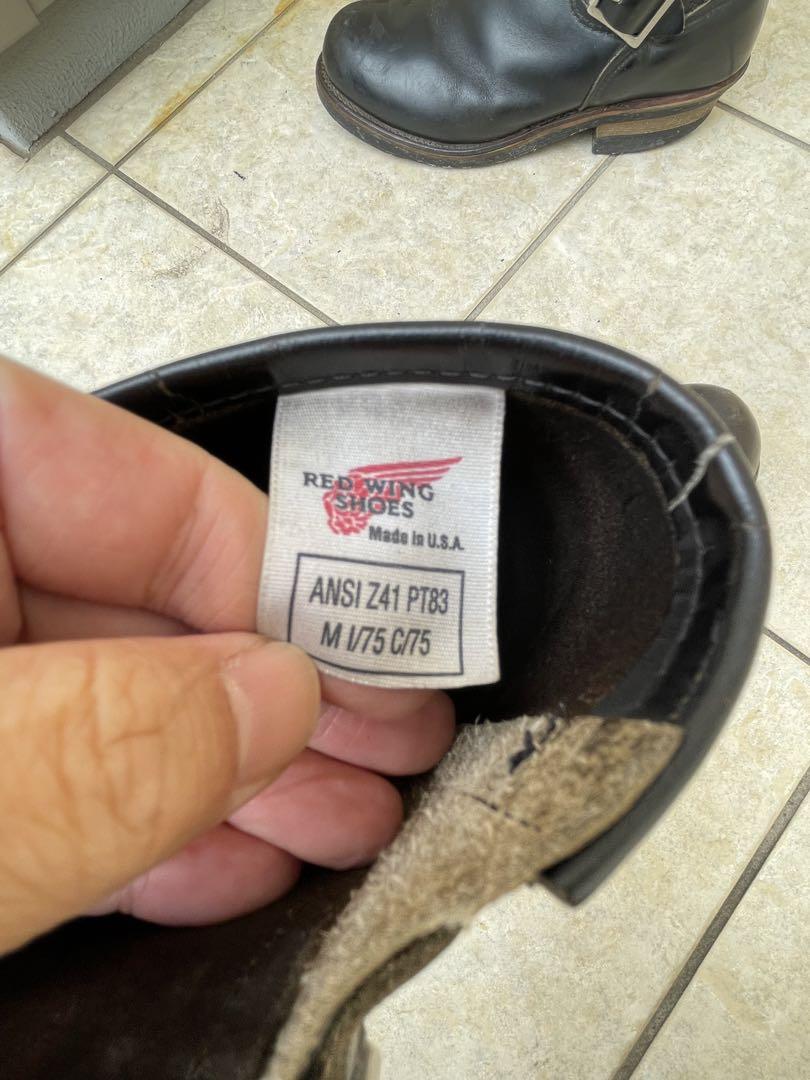 RED WING
SHOES
Made in U.S.A.
ANSI Z41 PT83
M I/75 C/75